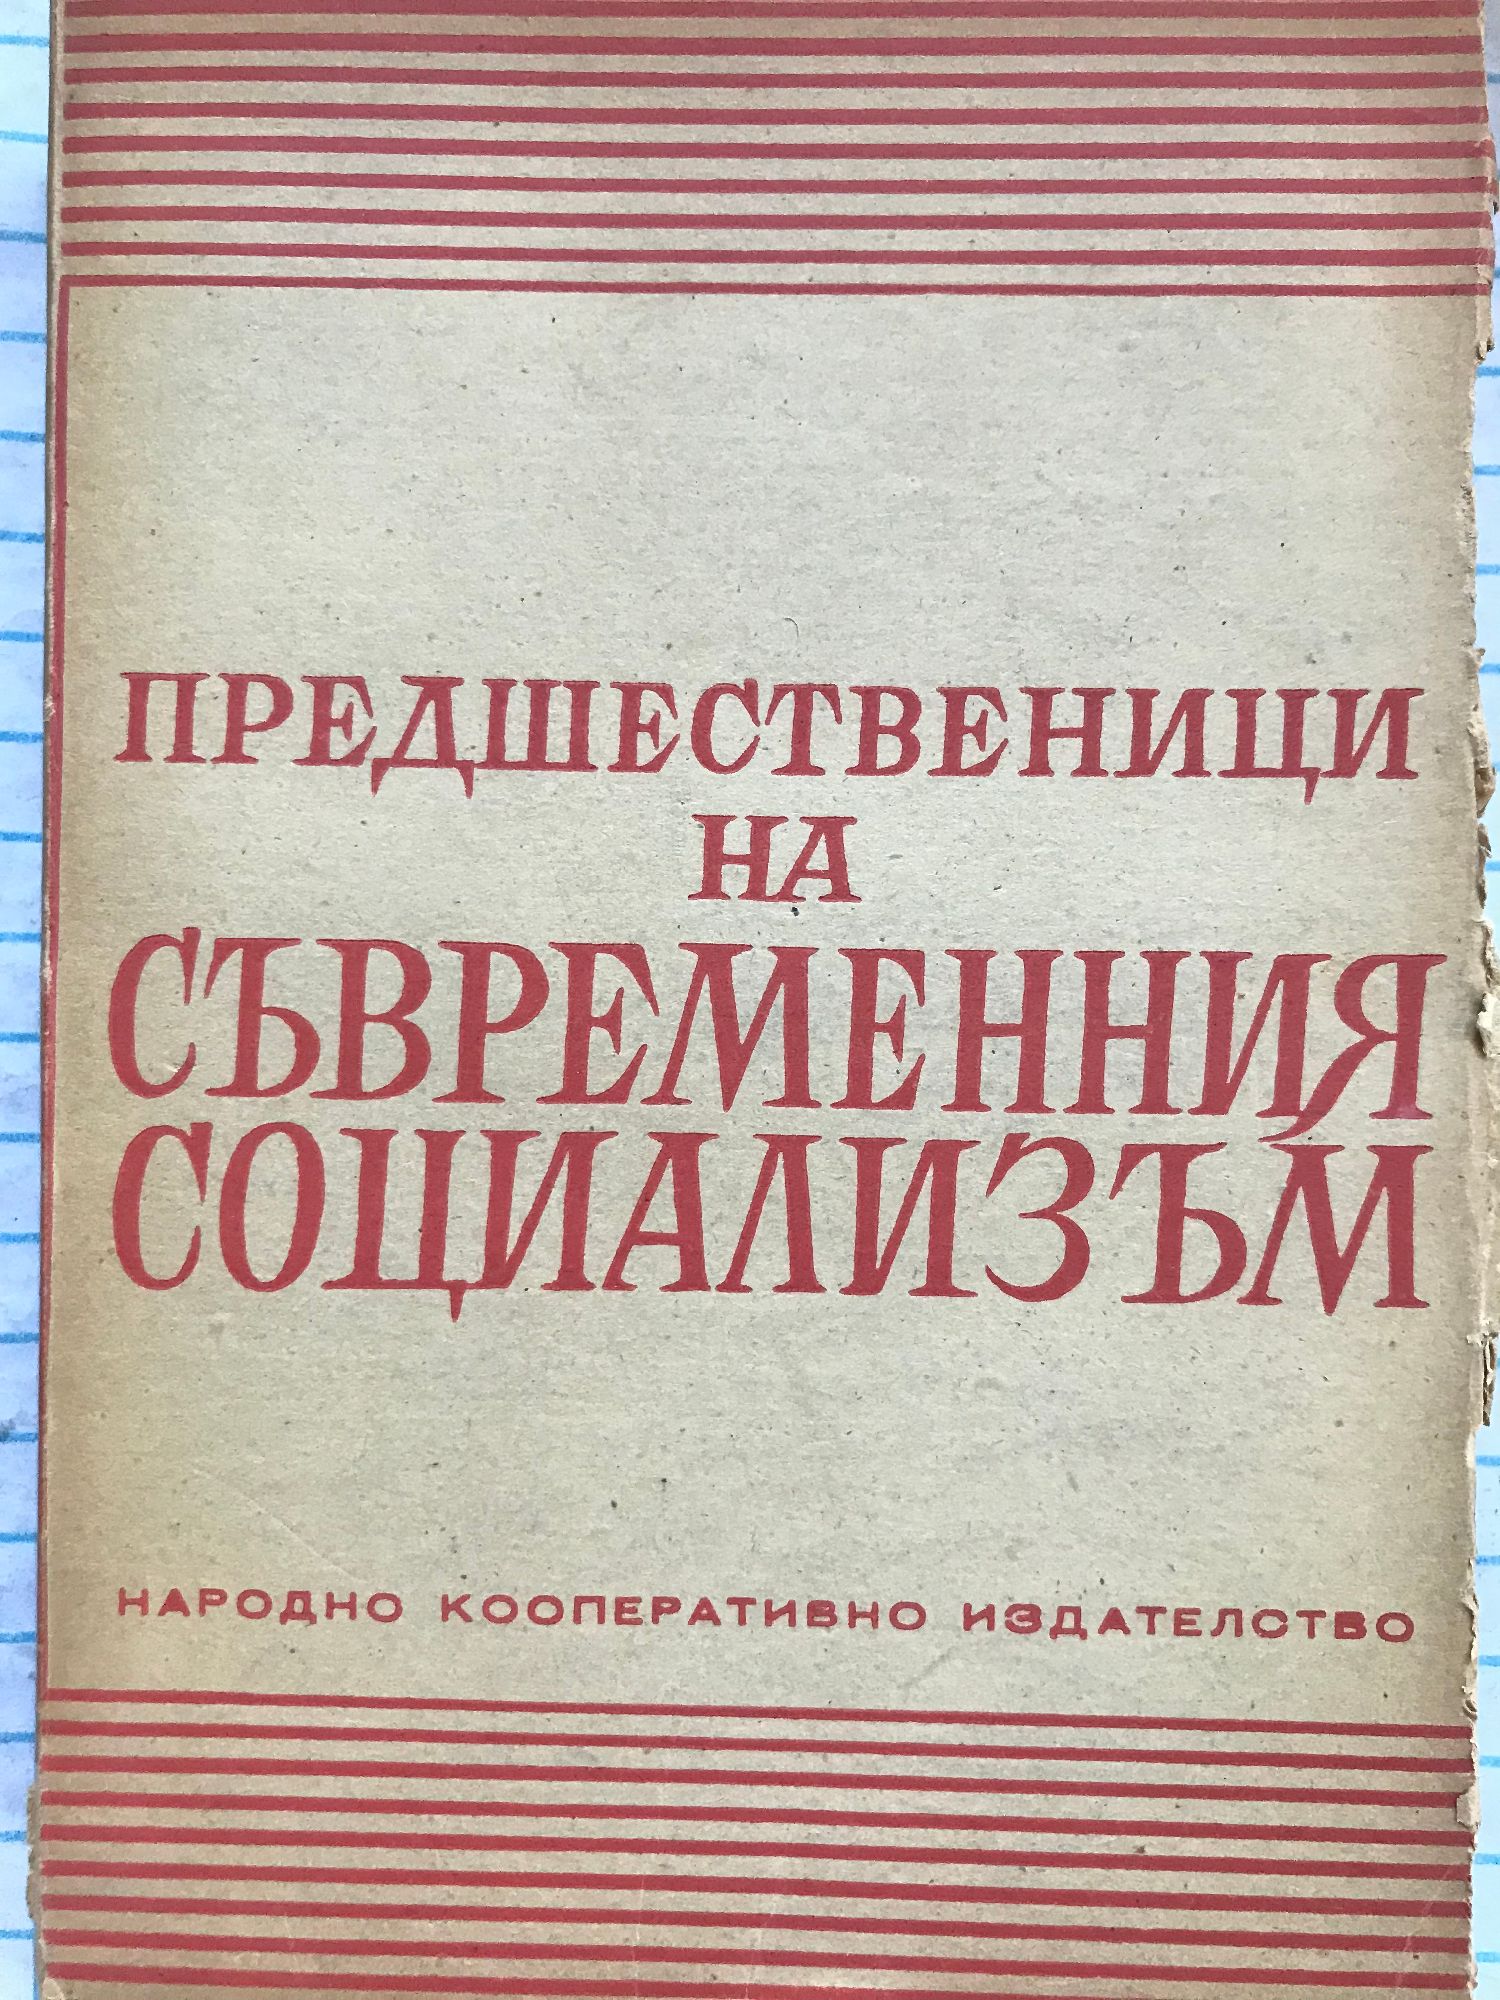 ПРЕДШЕСТВЕНИЦИ
НА
СЪВРЕМЕННИЯ
СОЦИАЛИЗЪМ
НАРОДНО КООПЕРАТИВНО ИЗДАТЕЛСТВО